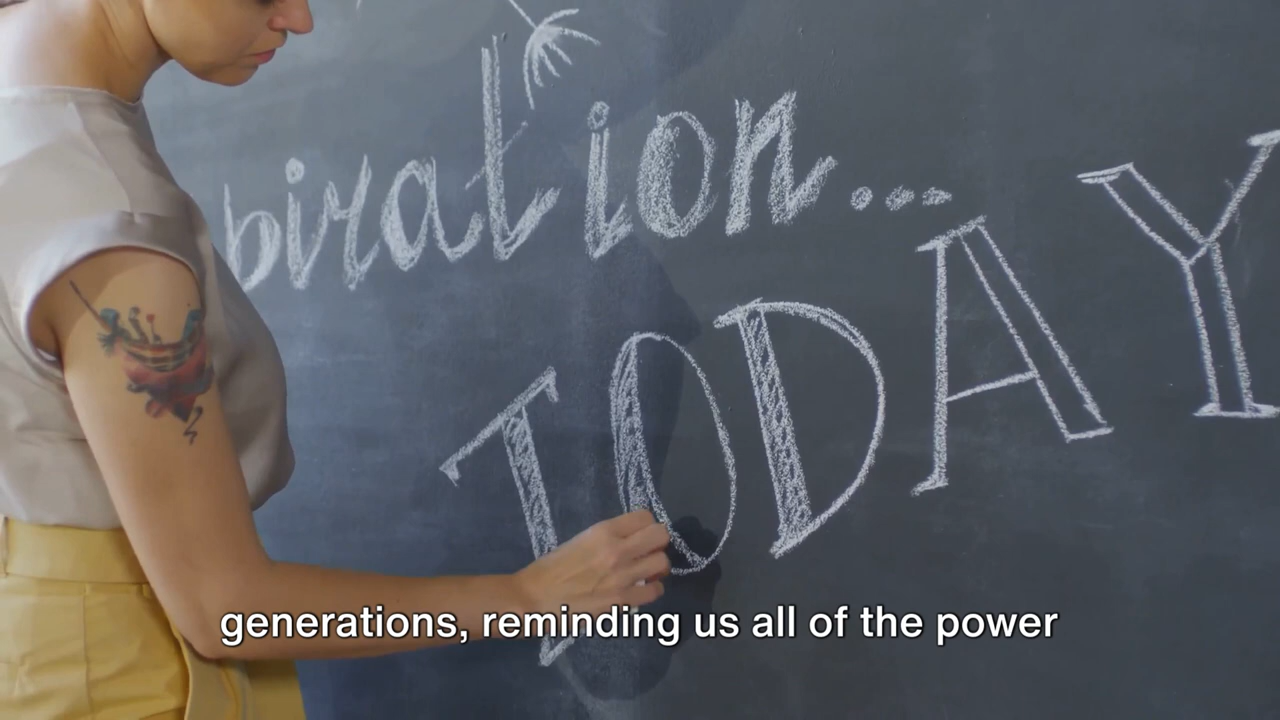 piration...
TODAY
generations, reminding us all of the power